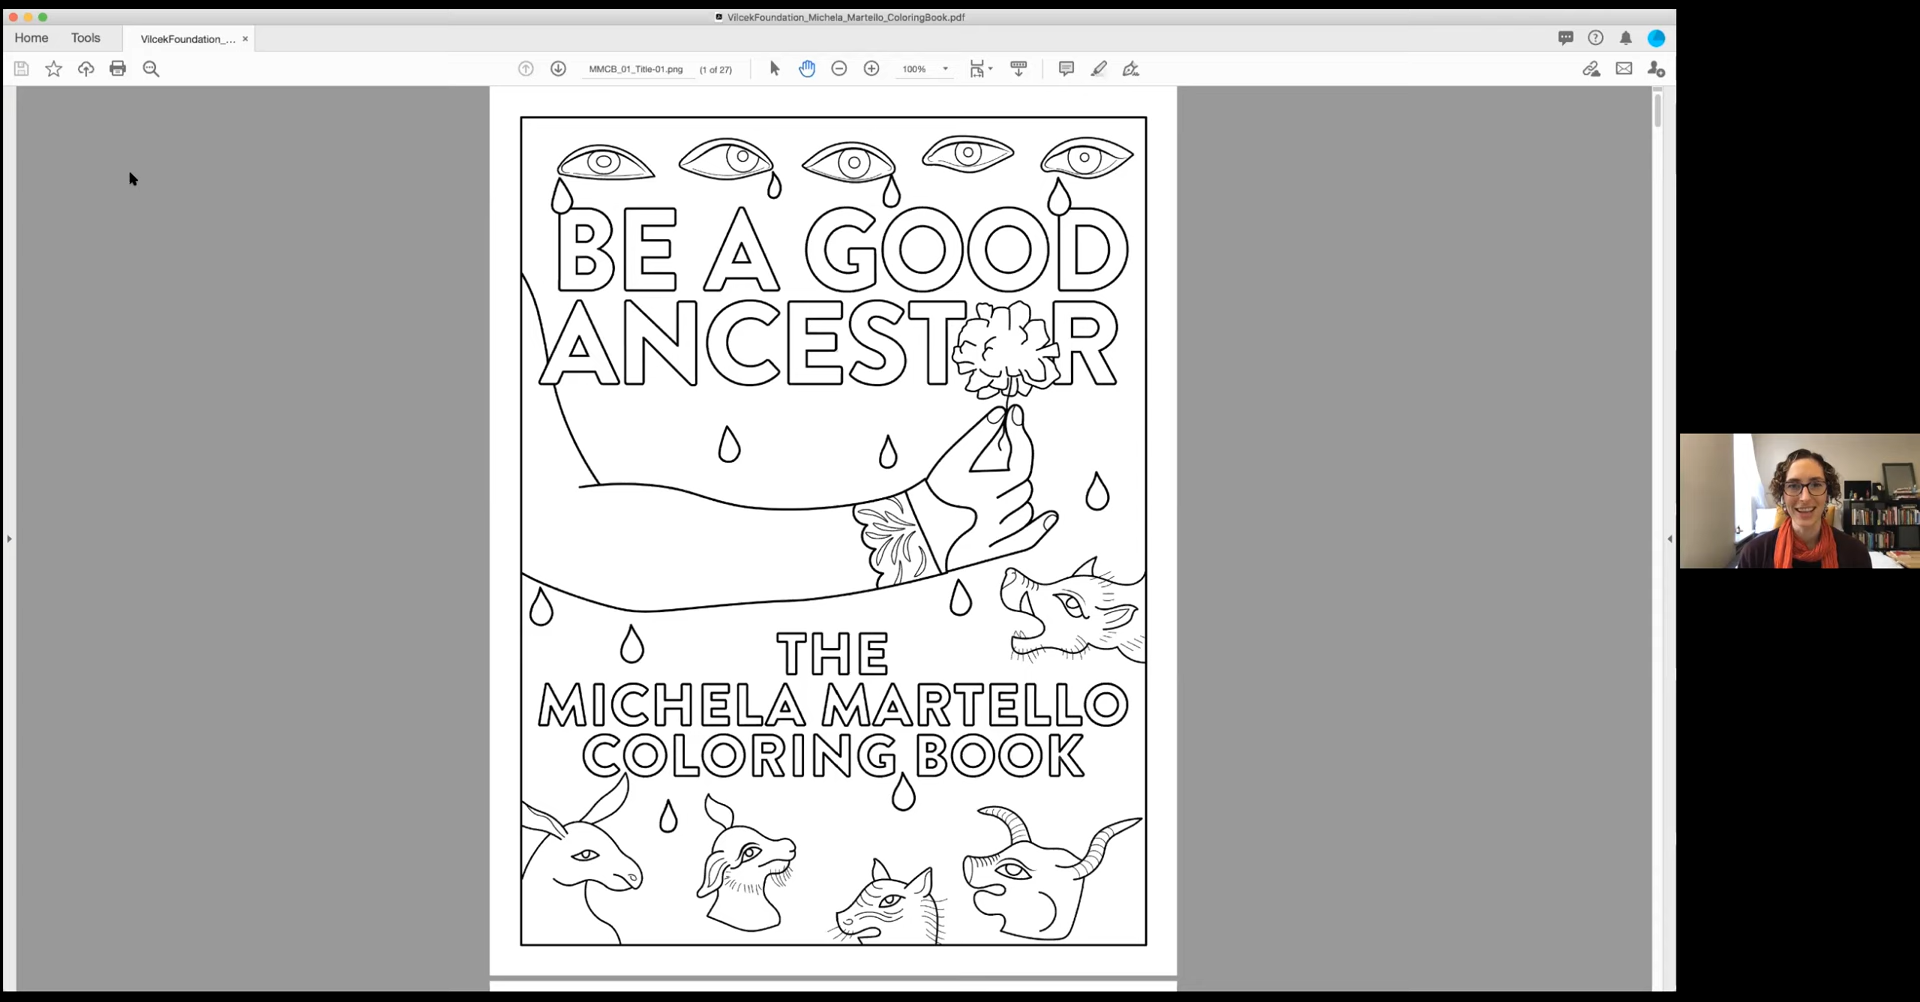 VilcekFoundation_Michela_Martello_ColoringBook.pdf
Home
Tools
VilcekFoundation_...
MMCB_01_Title-01.png
(1 of 27)
100%
BE A GOOD
ANCESTOR
THE
MICHELA MARTELLO
COLORING BOOK